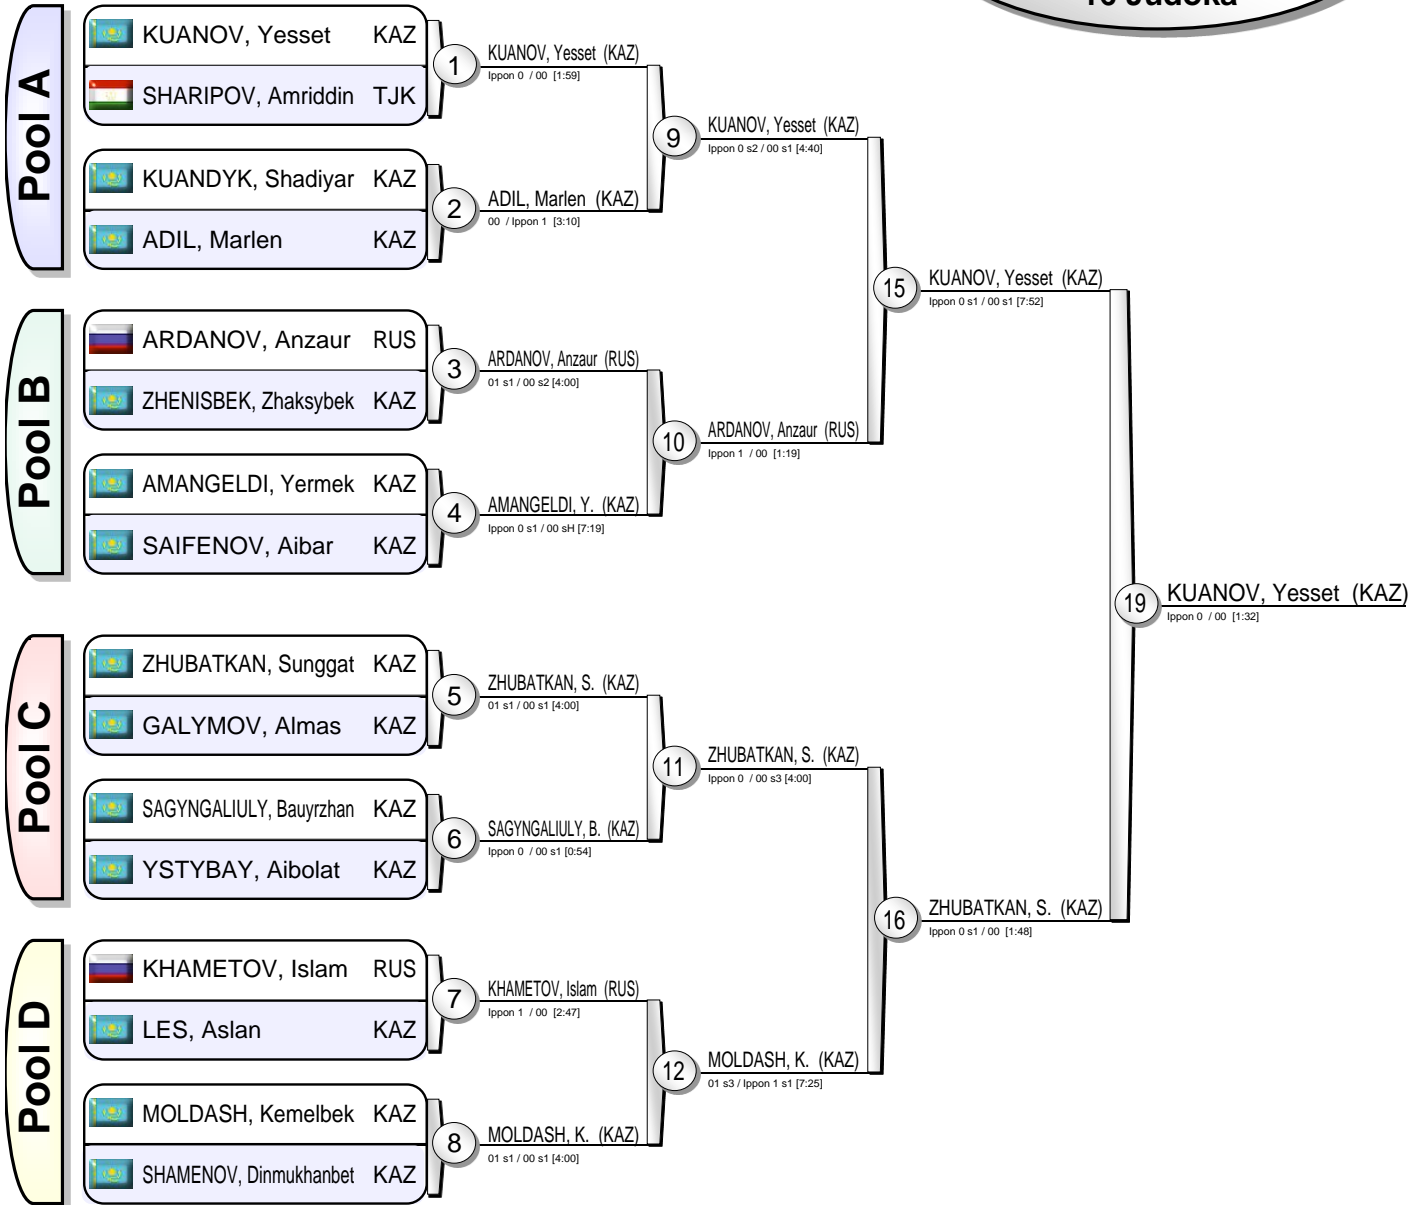 16 Judoka
Pool A
KUANOV, Yesset KAZ
SHARIPOV, Amriddin TJK
KUANDYK, Shadiyar KAZ
ADIL, Marlen KAZ
1
KUANOV, Yesset (KAZ)
Ippon 0 / 00 [1:59]
2
ADIL, Marlen (KAZ)
00 / Ippon 1 [3:10]
9
KUANOV, Yesset (KAZ)
Ippon 0 s2 / 00 s1 [4:40]
Pool B
ARDANOV, Anzaur RUS
ZHENISBEK, Zhaksybek KAZ
AMANGELDI, Yermek KAZ
SAIFENOV, Aibar KAZ
3
ARDANOV, Anzaur (RUS)
01 s1 / 00 s2 [4:00]
4
AMANGELDI, Y. (KAZ)
Ippon 0 s1 / 00 sH [7:19]
10
ARDANOV, Anzaur (RUS)
Ippon 1 / 00 [1:19]
15
KUANOV, Yesset (KAZ)
Ippon 0 s1 / 00 s1 [7:52]
Pool C
ZHUBATKAN, Sunggat KAZ
GALYMOV, Almas KAZ
SAGYNGALIULY, Bauyrzhan KAZ
YSTYBAY, Aibolat KAZ
5
ZHUBATKAN, S. (KAZ)
01 s1 / 00 s1 [4:00]
6
SAGYNGALIULY, B. (KAZ)
Ippon 0 / 00 s1 [0:54]
11
ZHUBATKAN, S. (KAZ)
Ippon 0 / 00 s3 [4:00]
Pool D
KHAMETOV, Islam RUS
LES, Aslan KAZ
MOLDASH, Kemelbek KAZ
SHAMENOV, Dinmukhanbet KAZ
7
KHAMETOV, Islam (RUS)
Ippon 1 / 00 [2:47]
8
MOLDASH, K. (KAZ)
01 s1 / 00 s1 [4:00]
12
MOLDASH, K. (KAZ)
01 s3 / Ippon 1 s1 [7:25]
16
ZHUBATKAN, S. (KAZ)
Ippon 0 s1 / 00 [1:48]
19
KUANOV, Yesset (KAZ)
Ippon 0 / 00 [1:32]